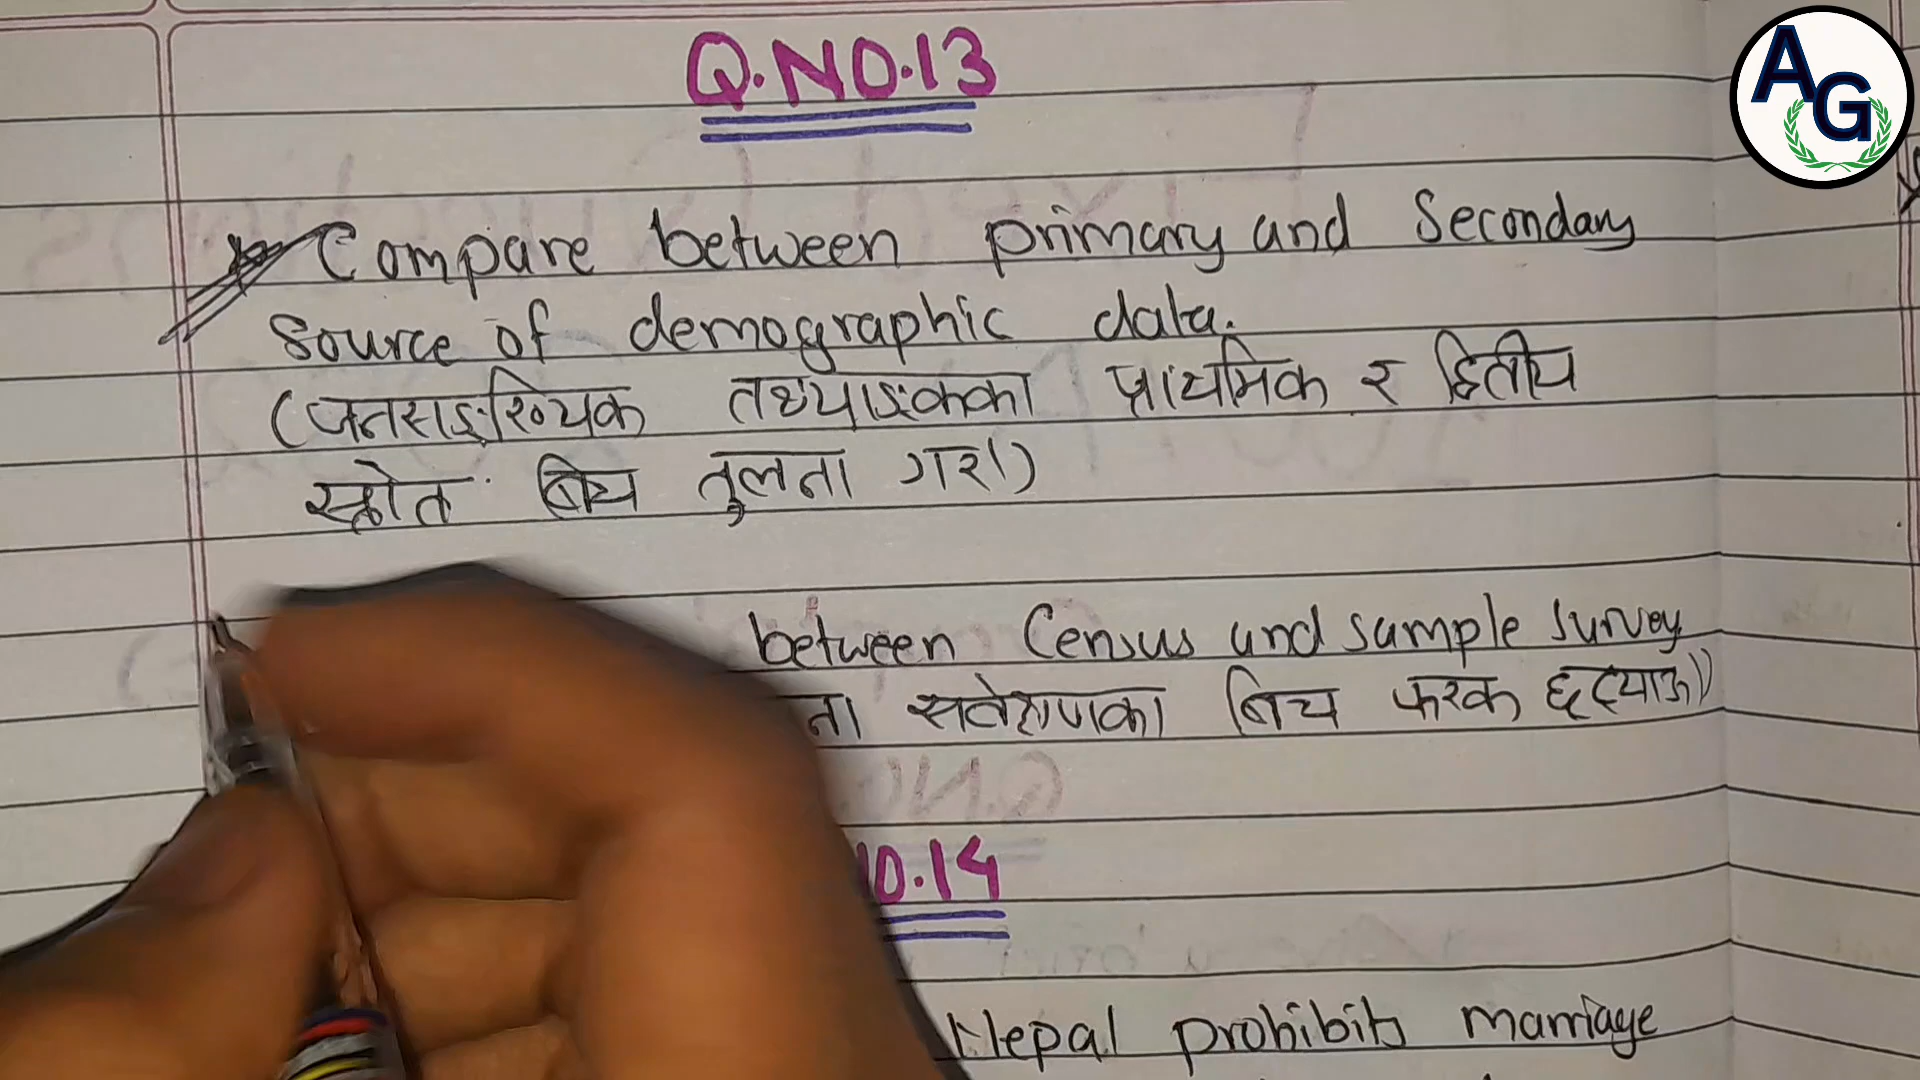 AG
Q.NO.13
Compare between primary and Secondary
Source of demographic data.
(जनसाङ्ख्यिक तथ्याङ्कका प्राथमिक र द्वितीय
स्रोत बिच तुलना गर।)
between Census and sample survey
ना सर्वेक्षणका बिच फरक छुट्याऊ))
O.14
Nepal prohibits marriage